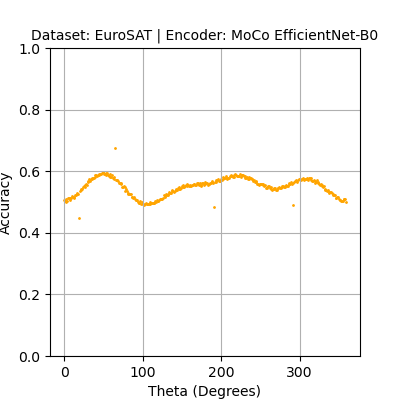 Dataset: EuroSAT | Encoder: MoCo EfficientNet-B0
1.0
0.8
0.6
0.4
0.2
0.0
Accuracy
0 100 200 300
Theta (Degrees)